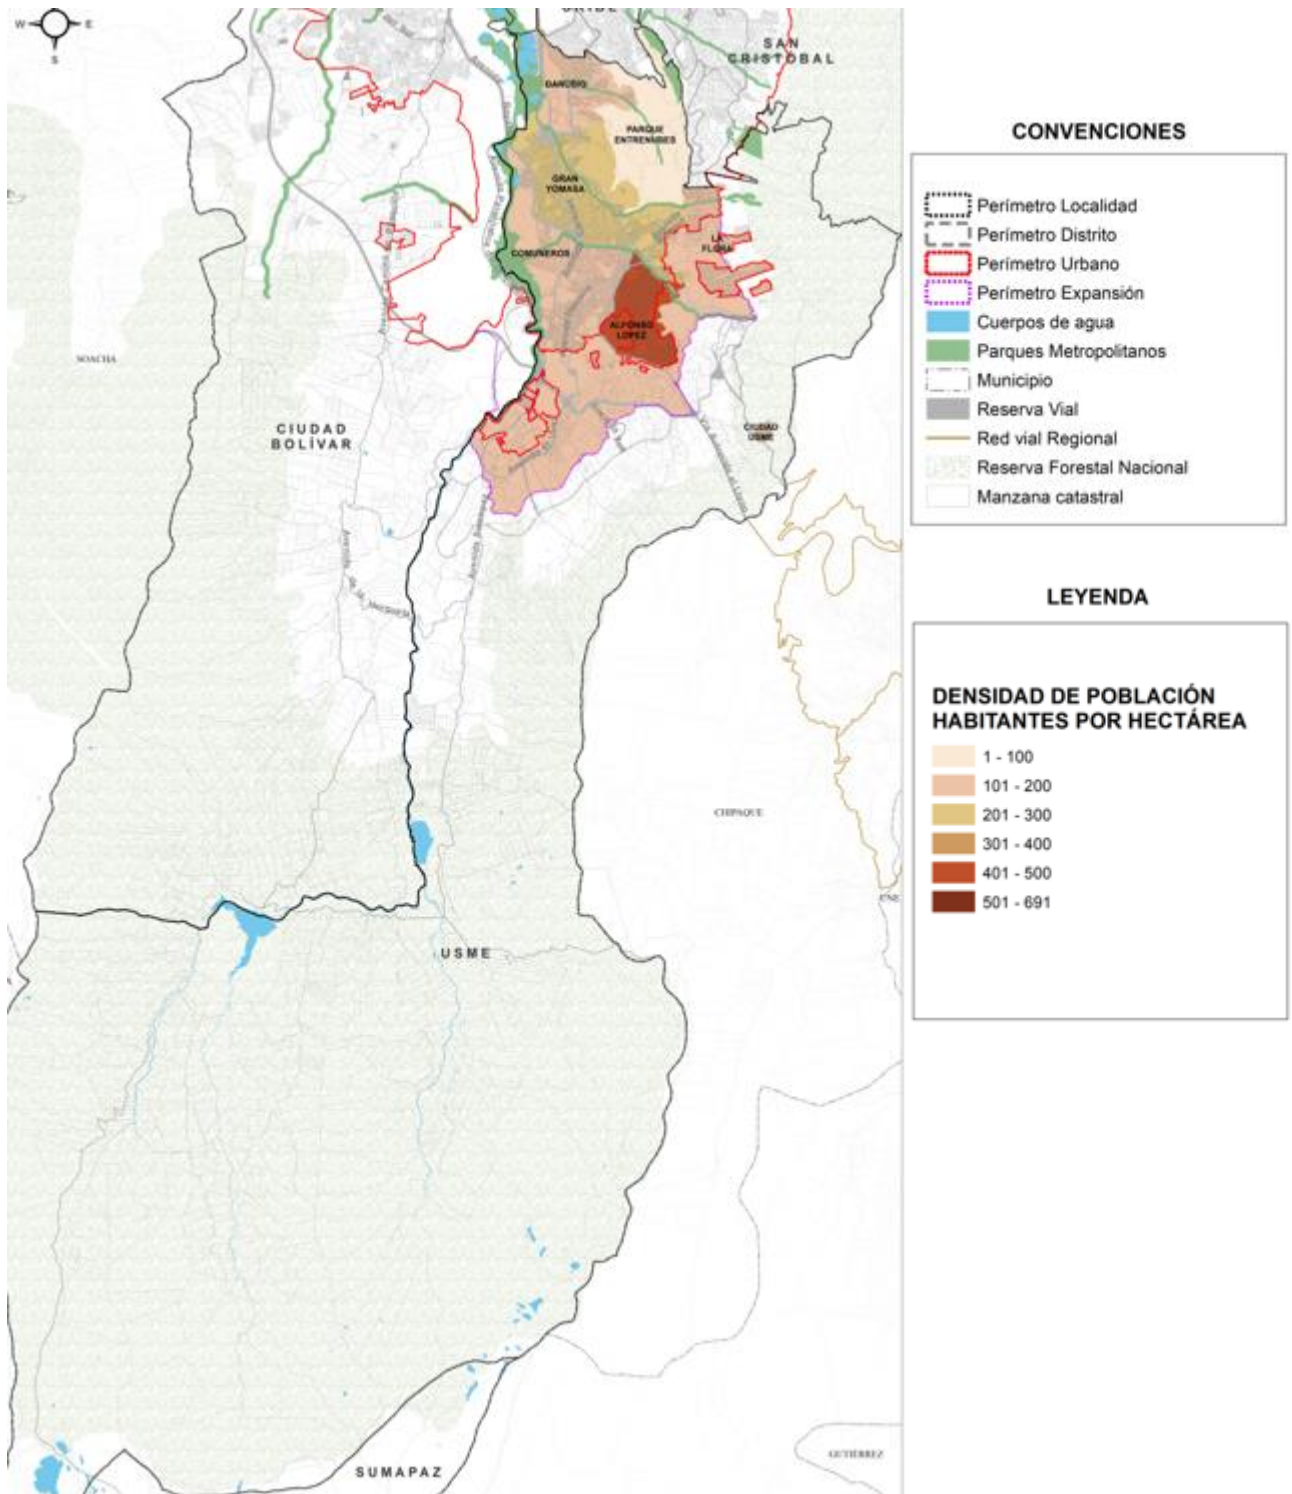 W
E
S
SAN
CRISTÓBAL
DANUBIO
PARQUE
ENTRENUBES
GRAN
YOMASA
LA
FLORA
COMUNEROS
ALFONSO
LOPEZ
SOACHA
CIUDAD
BOLÍVAR
CIUDAD
USME
CHIPAQUE
UNE
USME
GUTIÉRREZ
SUMAPAZ
CONVENCIONES
Perímetro Localidad
Perímetro Distrito
Perímetro Urbano
Perímetro Expansión
Cuerpos de agua
Parques Metropolitanos
Municipio
Reserva Vial
Red vial Regional
Reserva Forestal Nacional
Manzana catastral
LEYENDA
DENSIDAD DE POBLACIÓN
HABITANTES POR HECTÁREA
1 - 100
101 - 200
201 - 300
301 - 400
401 - 500
501 - 691